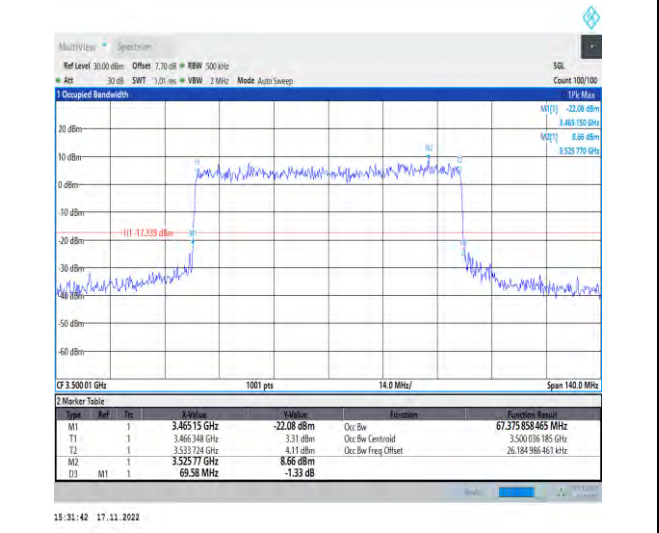 MultiView Spectrum
Ref Level 30.00 dBm Offset 7.70 dB RBW 500 kHz SGL
Att 30 dB SWT 1.01 ms VBW 2 MHz Mode Auto Sweep Count 100/100
1 Occupied Bandwidth 1Pk Max
M1[1] -22.08 dBm
3.465 150 GHz
M2[1] 8.66 dBm
3.525 770 GHz
20 dBm
M2
T1 T2
10 dBm
0 dBm
-10 dBm
H1 -17.339 dBm M1
-20 dBm
-30 dBm
-40 dBm
-50 dBm
-60 dBm
CF 3.500 01 GHz 1001 pts 14.0 MHz/ Span 140.0 MHz
2 Marker Table
Type Ref Trc X-Value Y-Value Function Function Result
M1 1 3.465 15 GHz -22.08 dBm Occ Bw 67.375 858 465 MHz
T1 1 3.466 348 GHz 3.31 dBm Occ Bw Centroid 3.500 036 185 GHz
T2 1 3.533 724 GHz 4.11 dBm Occ Bw Freq Offset 26.184 986 461 kHz
M2 1 3.525 77 GHz 8.66 dBm
D3 M1 1 69.58 MHz -1.33 dB
15:31:42 17.11.2022